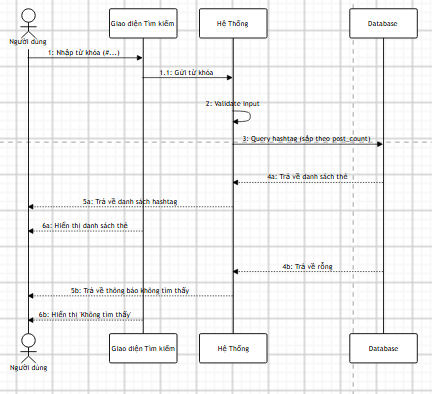 Người dùng
Giao diện Tìm kiếm
Hệ Thống
Database
1: Nhập từ khóa (#...)
1.1: Gửi từ khóa
2: Validate input
3: Query hashtag (sắp theo post_count)
4a: Trả về danh sách thẻ
5a: Trả về danh sách hashtag
6a: Hiển thị danh sách thẻ
4b: Trả về rỗng
5b: Trả về thông báo không tìm thấy
6b: Hiển thị 'Không tìm thấy'
Người dùng
Giao diện Tìm kiếm
Hệ Thống
Database